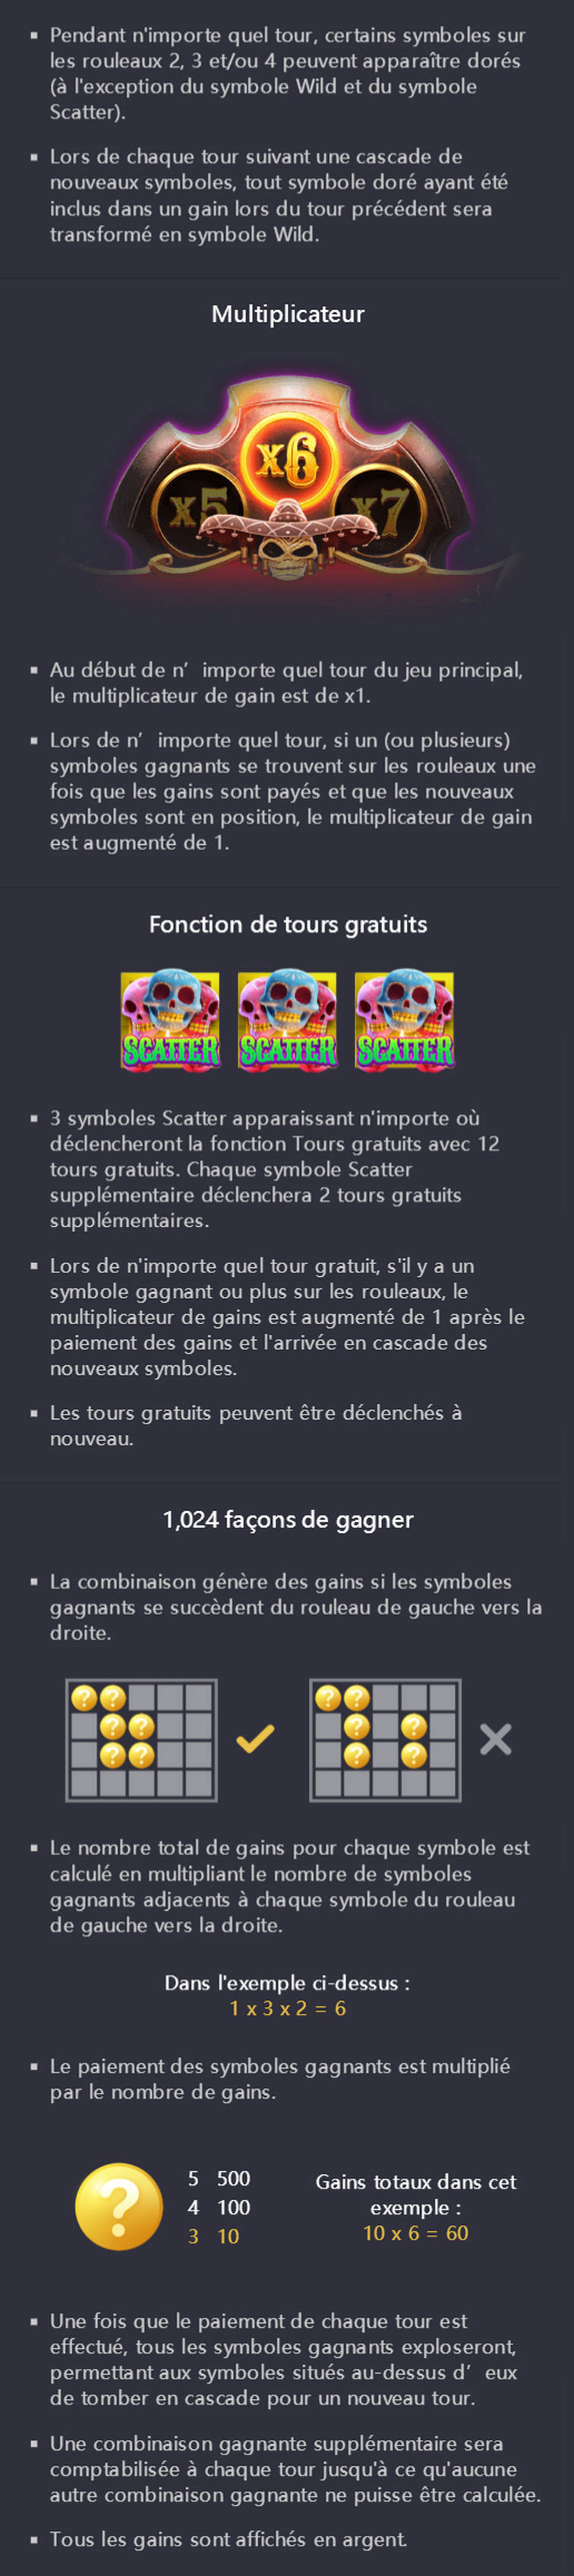 ▪ Pendant n'importe quel tour, certains symboles sur
les rouleaux 2, 3 et/ou 4 peuvent apparaître dorés
(à l'exception du symbole Wild et du symbole
Scatter).
▪ Lors de chaque tour suivant une cascade de
nouveaux symboles, tout symbole doré ayant été
inclus dans un gain lors du tour précédent sera
transformé en symbole Wild.
Multiplicateur
x5 x6 x7
▪ Au début de n’importe quel tour du jeu principal,
le multiplicateur de gain est de x1.
▪ Lors de n’importe quel tour, si un (ou plusieurs)
symboles gagnants se trouvent sur les rouleaux une
fois que les gains sont payés et que les nouveaux
symboles sont en position, le multiplicateur de gain
est augmenté de 1.
Fonction de tours gratuits
SCATTER SCATTER SCATTER
▪ 3 symboles Scatter apparaissant n'importe où
déclencheront la fonction Tours gratuits avec 12
tours gratuits. Chaque symbole Scatter
supplémentaire déclenchera 2 tours gratuits
supplémentaires.
▪ Lors de n'importe quel tour gratuit, s'il y a un
symbole gagnant ou plus sur les rouleaux, le
multiplicateur de gains est augmenté de 1 après le
paiement des gains et l'arrivée en cascade des
nouveaux symboles.
▪ Les tours gratuits peuvent être déclenchés à
nouveau.
1,024 façons de gagner
▪ La combinaison génère des gains si les symboles
gagnants se succèdent du rouleau de gauche vers la
droite.
? ? ? ?
? ? ? ?
? ? ? ?
▪ Le nombre total de gains pour chaque symbole est
calculé en multipliant le nombre de symboles
gagnants adjacents à chaque symbole du rouleau
de gauche vers la droite.
Dans l'exemple ci-dessus :
1 x 3 x 2 = 6
▪ Le paiement des symboles gagnants est multiplié
par le nombre de gains.
?
5 500
4 100
3 10
Gains totaux dans cet
exemple :
10 x 6 = 60
▪ Une fois que le paiement de chaque tour est
effectué, tous les symboles gagnants exploseront,
permettant aux symboles situés au-dessus d’eux
de tomber en cascade pour un nouveau tour.
▪ Une combinaison gagnante supplémentaire sera
comptabilisée à chaque tour jusqu'à ce qu'aucune
autre combinaison gagnante ne puisse être calculée.
▪ Tous les gains sont affichés en argent.